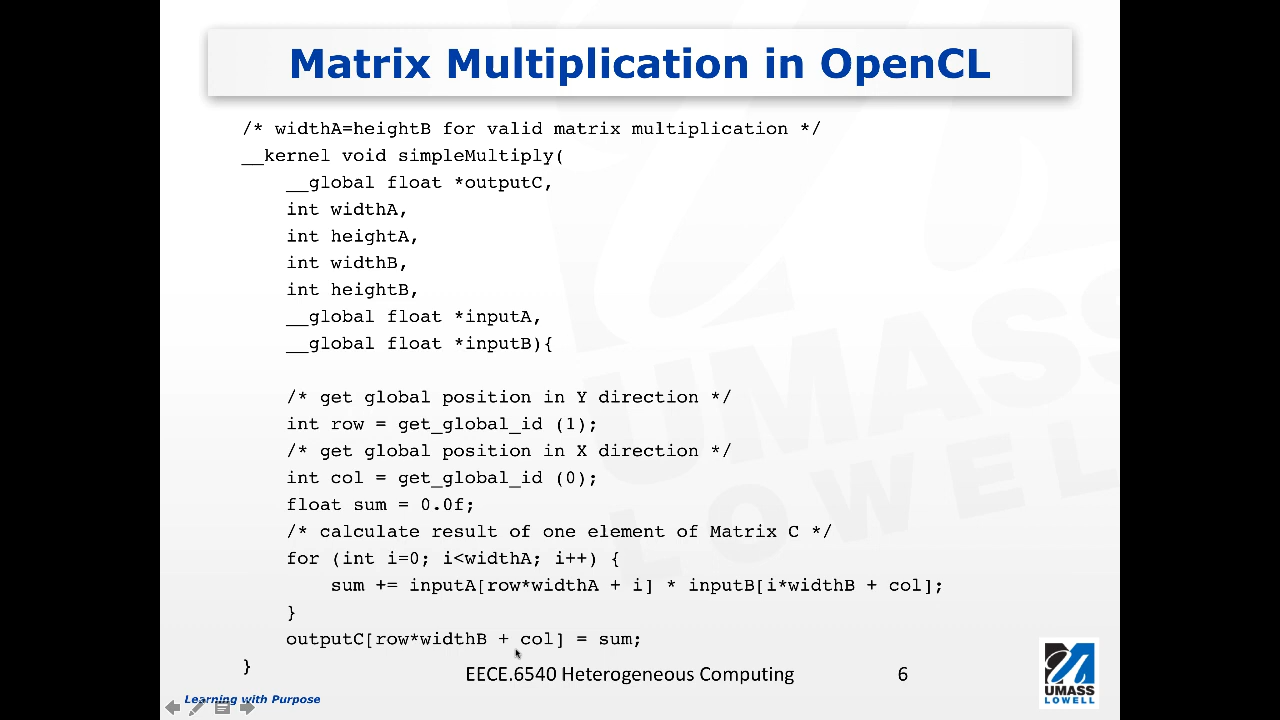 Matrix Multiplication in OpenCL
/* widthA=heightB for valid matrix multiplication */
__kernel void simpleMultiply(
    __global float *outputC,
    int widthA,
    int heightA,
    int widthB,
    int heightB,
    __global float *inputA,
    __global float *inputB){
    /* get global position in Y direction */
    int row = get_global_id (1);
    /* get global position in X direction */
    int col = get_global_id (0);
    float sum = 0.0f;
    /* calculate result of one element of Matrix C */
    for (int i=0; i<widthA; i++) {
        sum += inputA[row*widthA + i] * inputB[i*widthB + col];
    }
    outputC[row*widthB + col] = sum;
}
EECE.6540 Heterogeneous Computing
6
Learning with Purpose
UMASS
LOWELL
UMASS
LOWELL